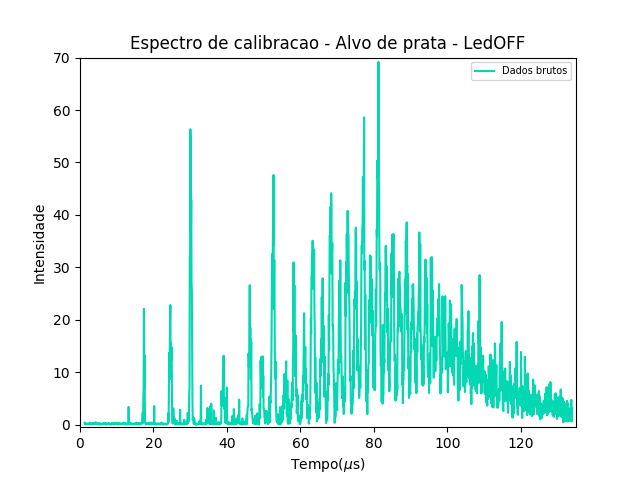 Espectro de calibracao - Alvo de prata - LedOFF
Dados brutos
70
60
50
40
30
20
10
0
Intensidade
0 20 40 60 80 100 120
Tempo(μs)